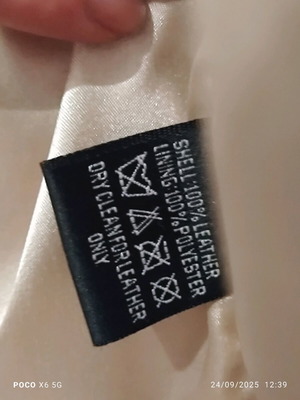 SHELL:100% LEATHER
LINING:100%POLYESTER
DRY CLEAN FOR LEATHER
ONLY
POCO X6 5G
24/09/2025 12:39